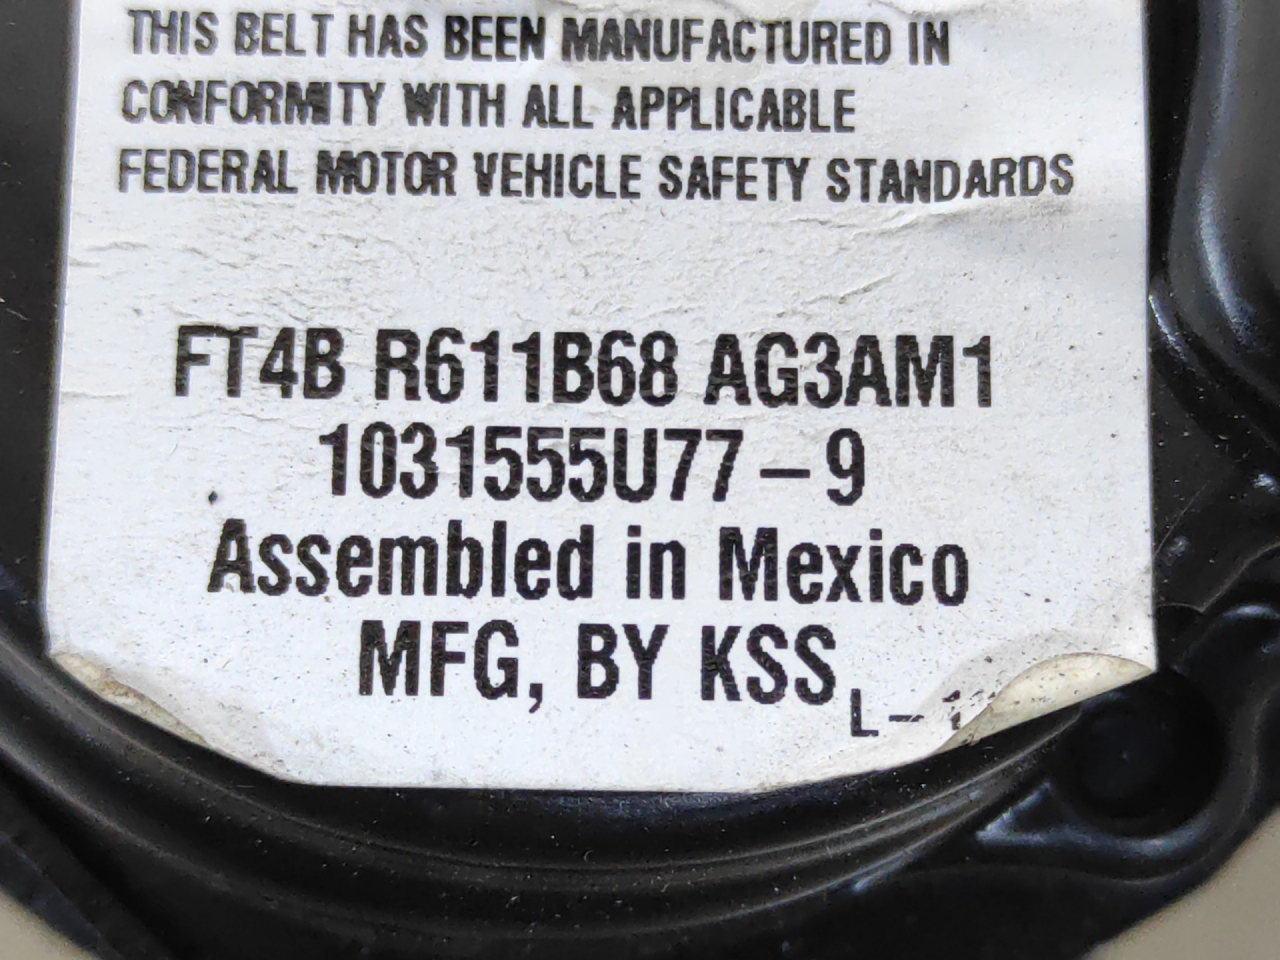 THIS BELT HAS BEEN MANUFACTURED IN
CONFORMITY WITH ALL APPLICABLE
FEDERAL MOTOR VEHICLE SAFETY STANDARDS
FT4B R611B68 AG3AM1
1031555U77-9
Assembled in Mexico
MFG, BY KSS